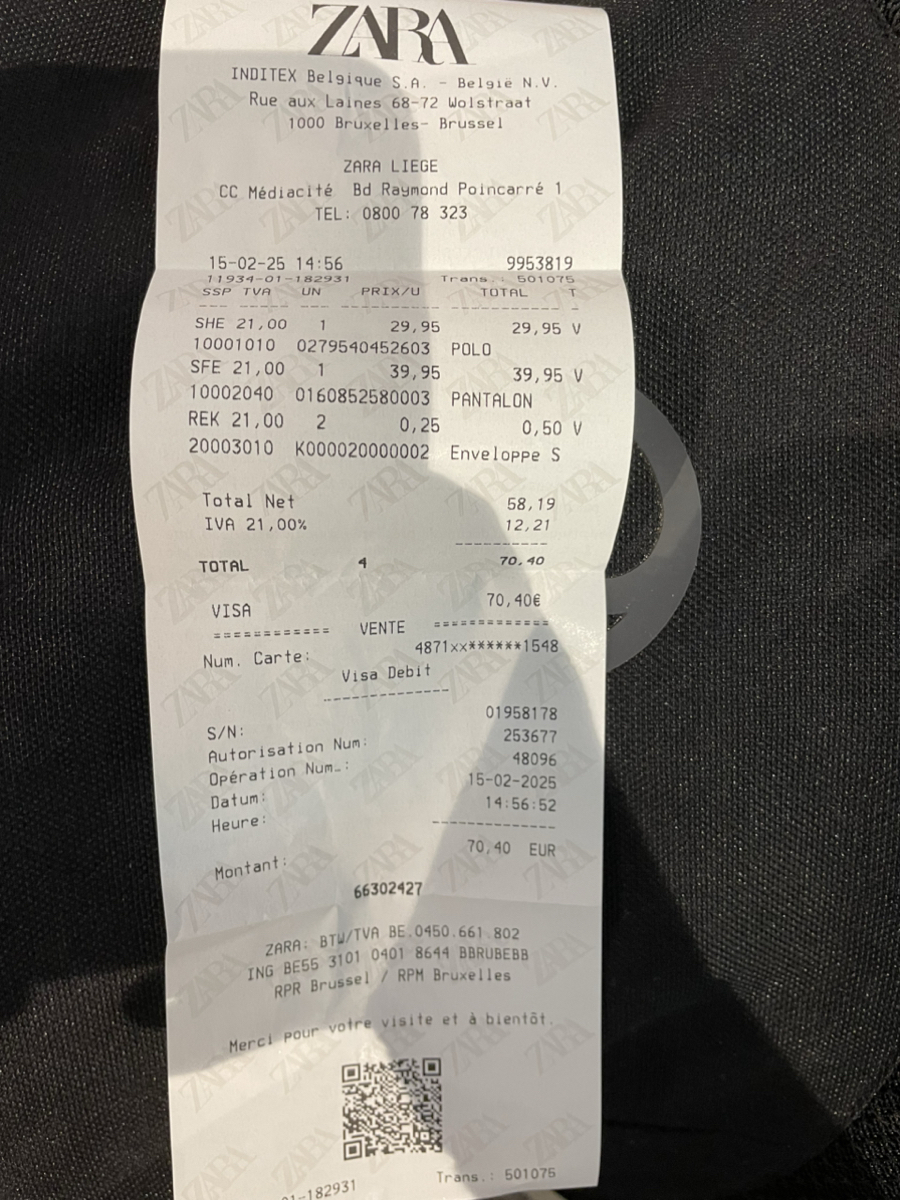 ZARA
INDITEX Belgique S.A. - België N.V.
Rue aux Laines 68-72 Wolstraat
1000 Bruxelles- Brussel
ZARA LIEGE
CC Médiacité Bd Raymond Poincarré 1
TEL: 0800 78 323
15-02-25 14:56 9953819
11934-01-182931 Trans.: 501075
SSP TVA UN PRIX/U TOTAL T
--- --- --- ------- ---------- -
SHE 21,00 1 29,95 29,95 V
10001010 0279540452603 POLO
SFE 21,00 1 39,95 39,95 V
10002040 0160852580003 PANTALON
REK 21,00 2 0,25 0,50 V
20003010 K000020000002 Enveloppe S
Total Net 58,19
IVA 21,00% 12,21
----------
TOTAL 4 70.40
VISA 70,40€
============ VENTE ============
Num. Carte: 4871xx******1548
Visa Debit
-------------
S/N: 01958178
Autorisation Num: 253677
Opération Num.: 48096
Datum: 15-02-2025
Heure: 14:56:52
-------------
Montant: 70,40 EUR
66302427
ZARA: BTW/TVA BE.0450.661.802
ING BE55 3101 0401 8644 BBRUBEBB
RPR Brussel / RPM Bruxelles
Merci pour votre visite et à bientôt.
01-182931 Trans.: 501075